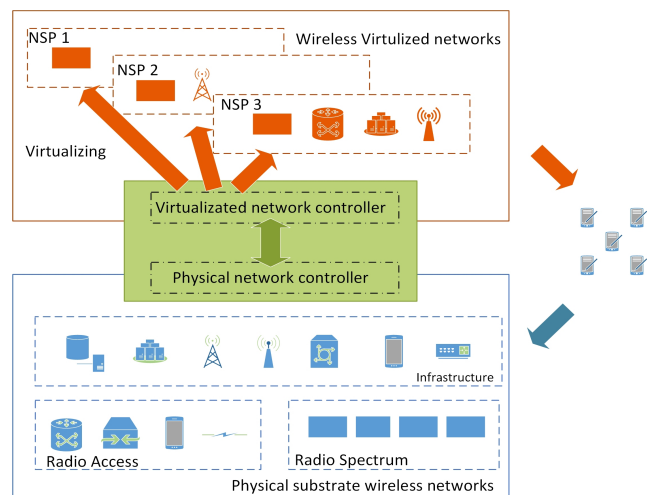 NSP 1
Wireless Virtulized networks
NSP 2
NSP 3
Virtualizing
Virtualizated network controller
Physical network controller
Infrastructure
Radio Access
Radio Spectrum
Physical substrate wireless networks